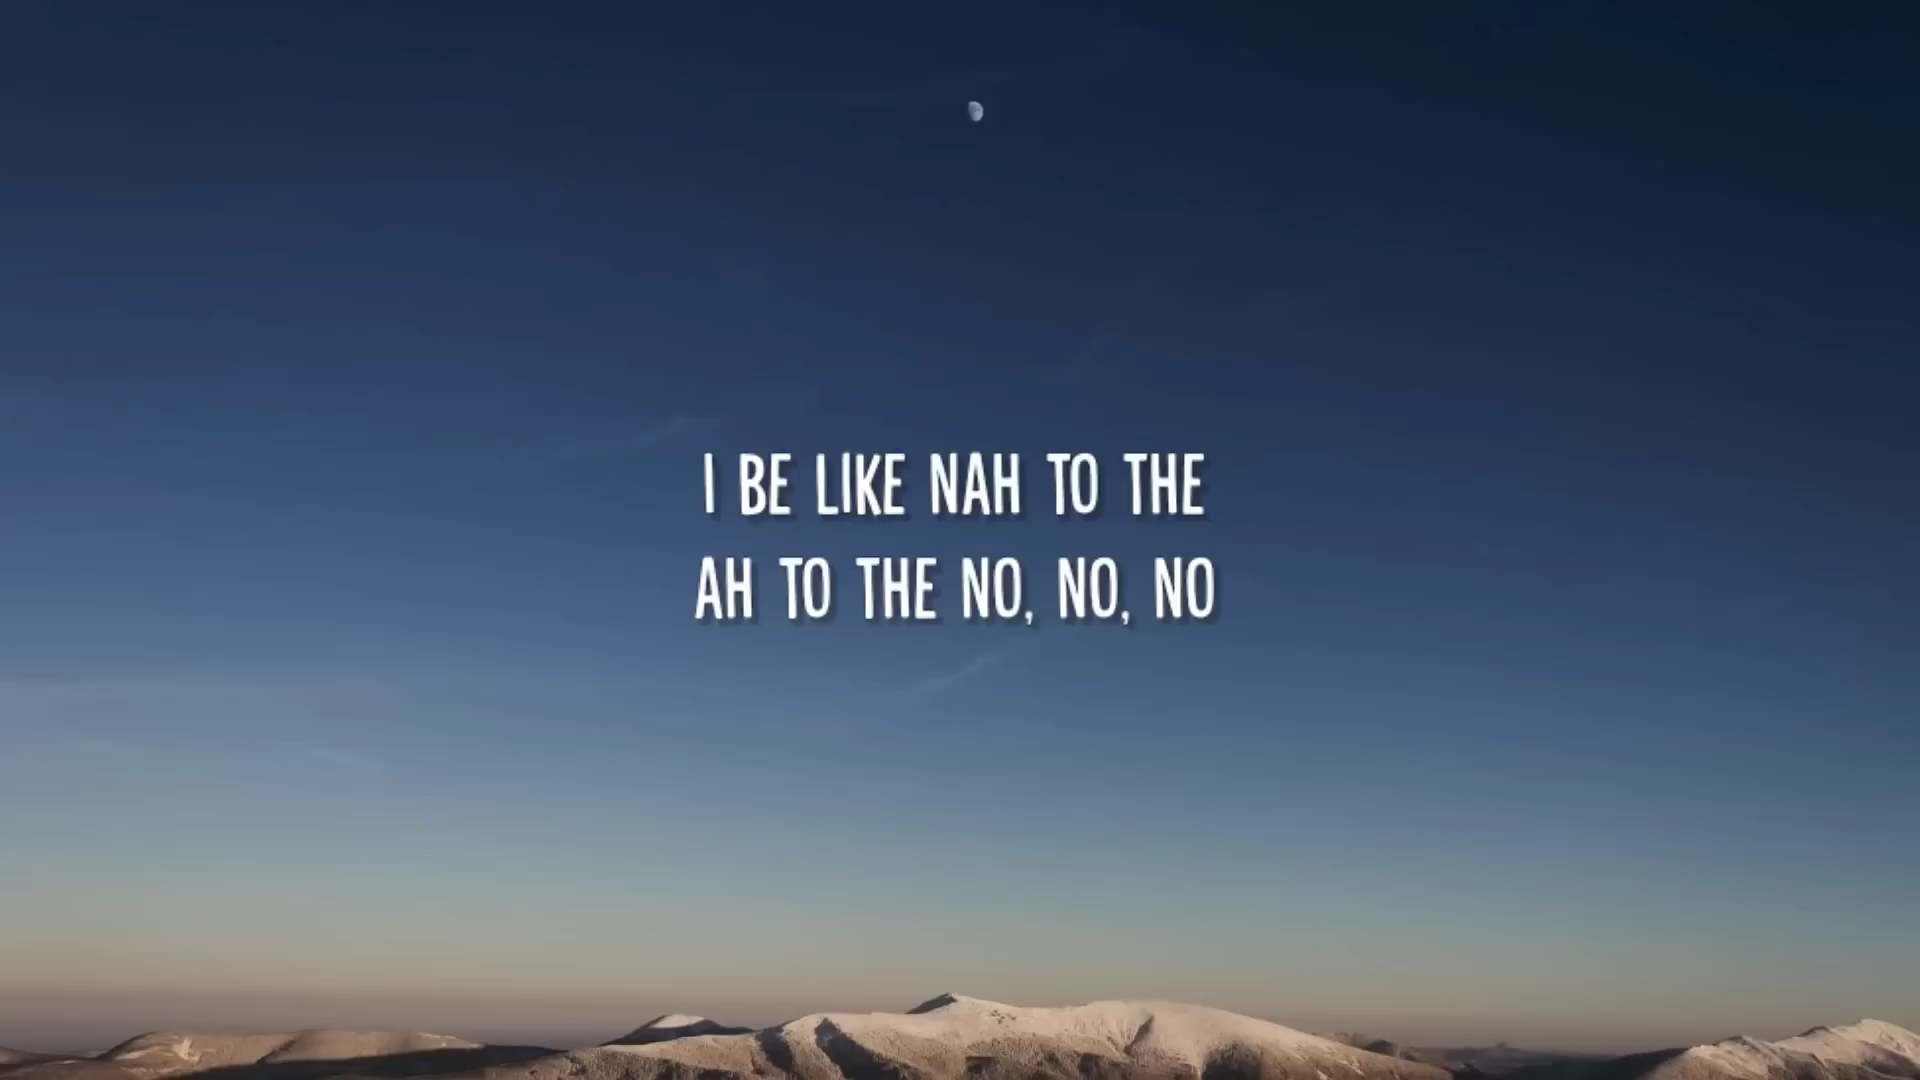 I BE LIKE NAH TO THE
AH TO THE NO, NO, NO